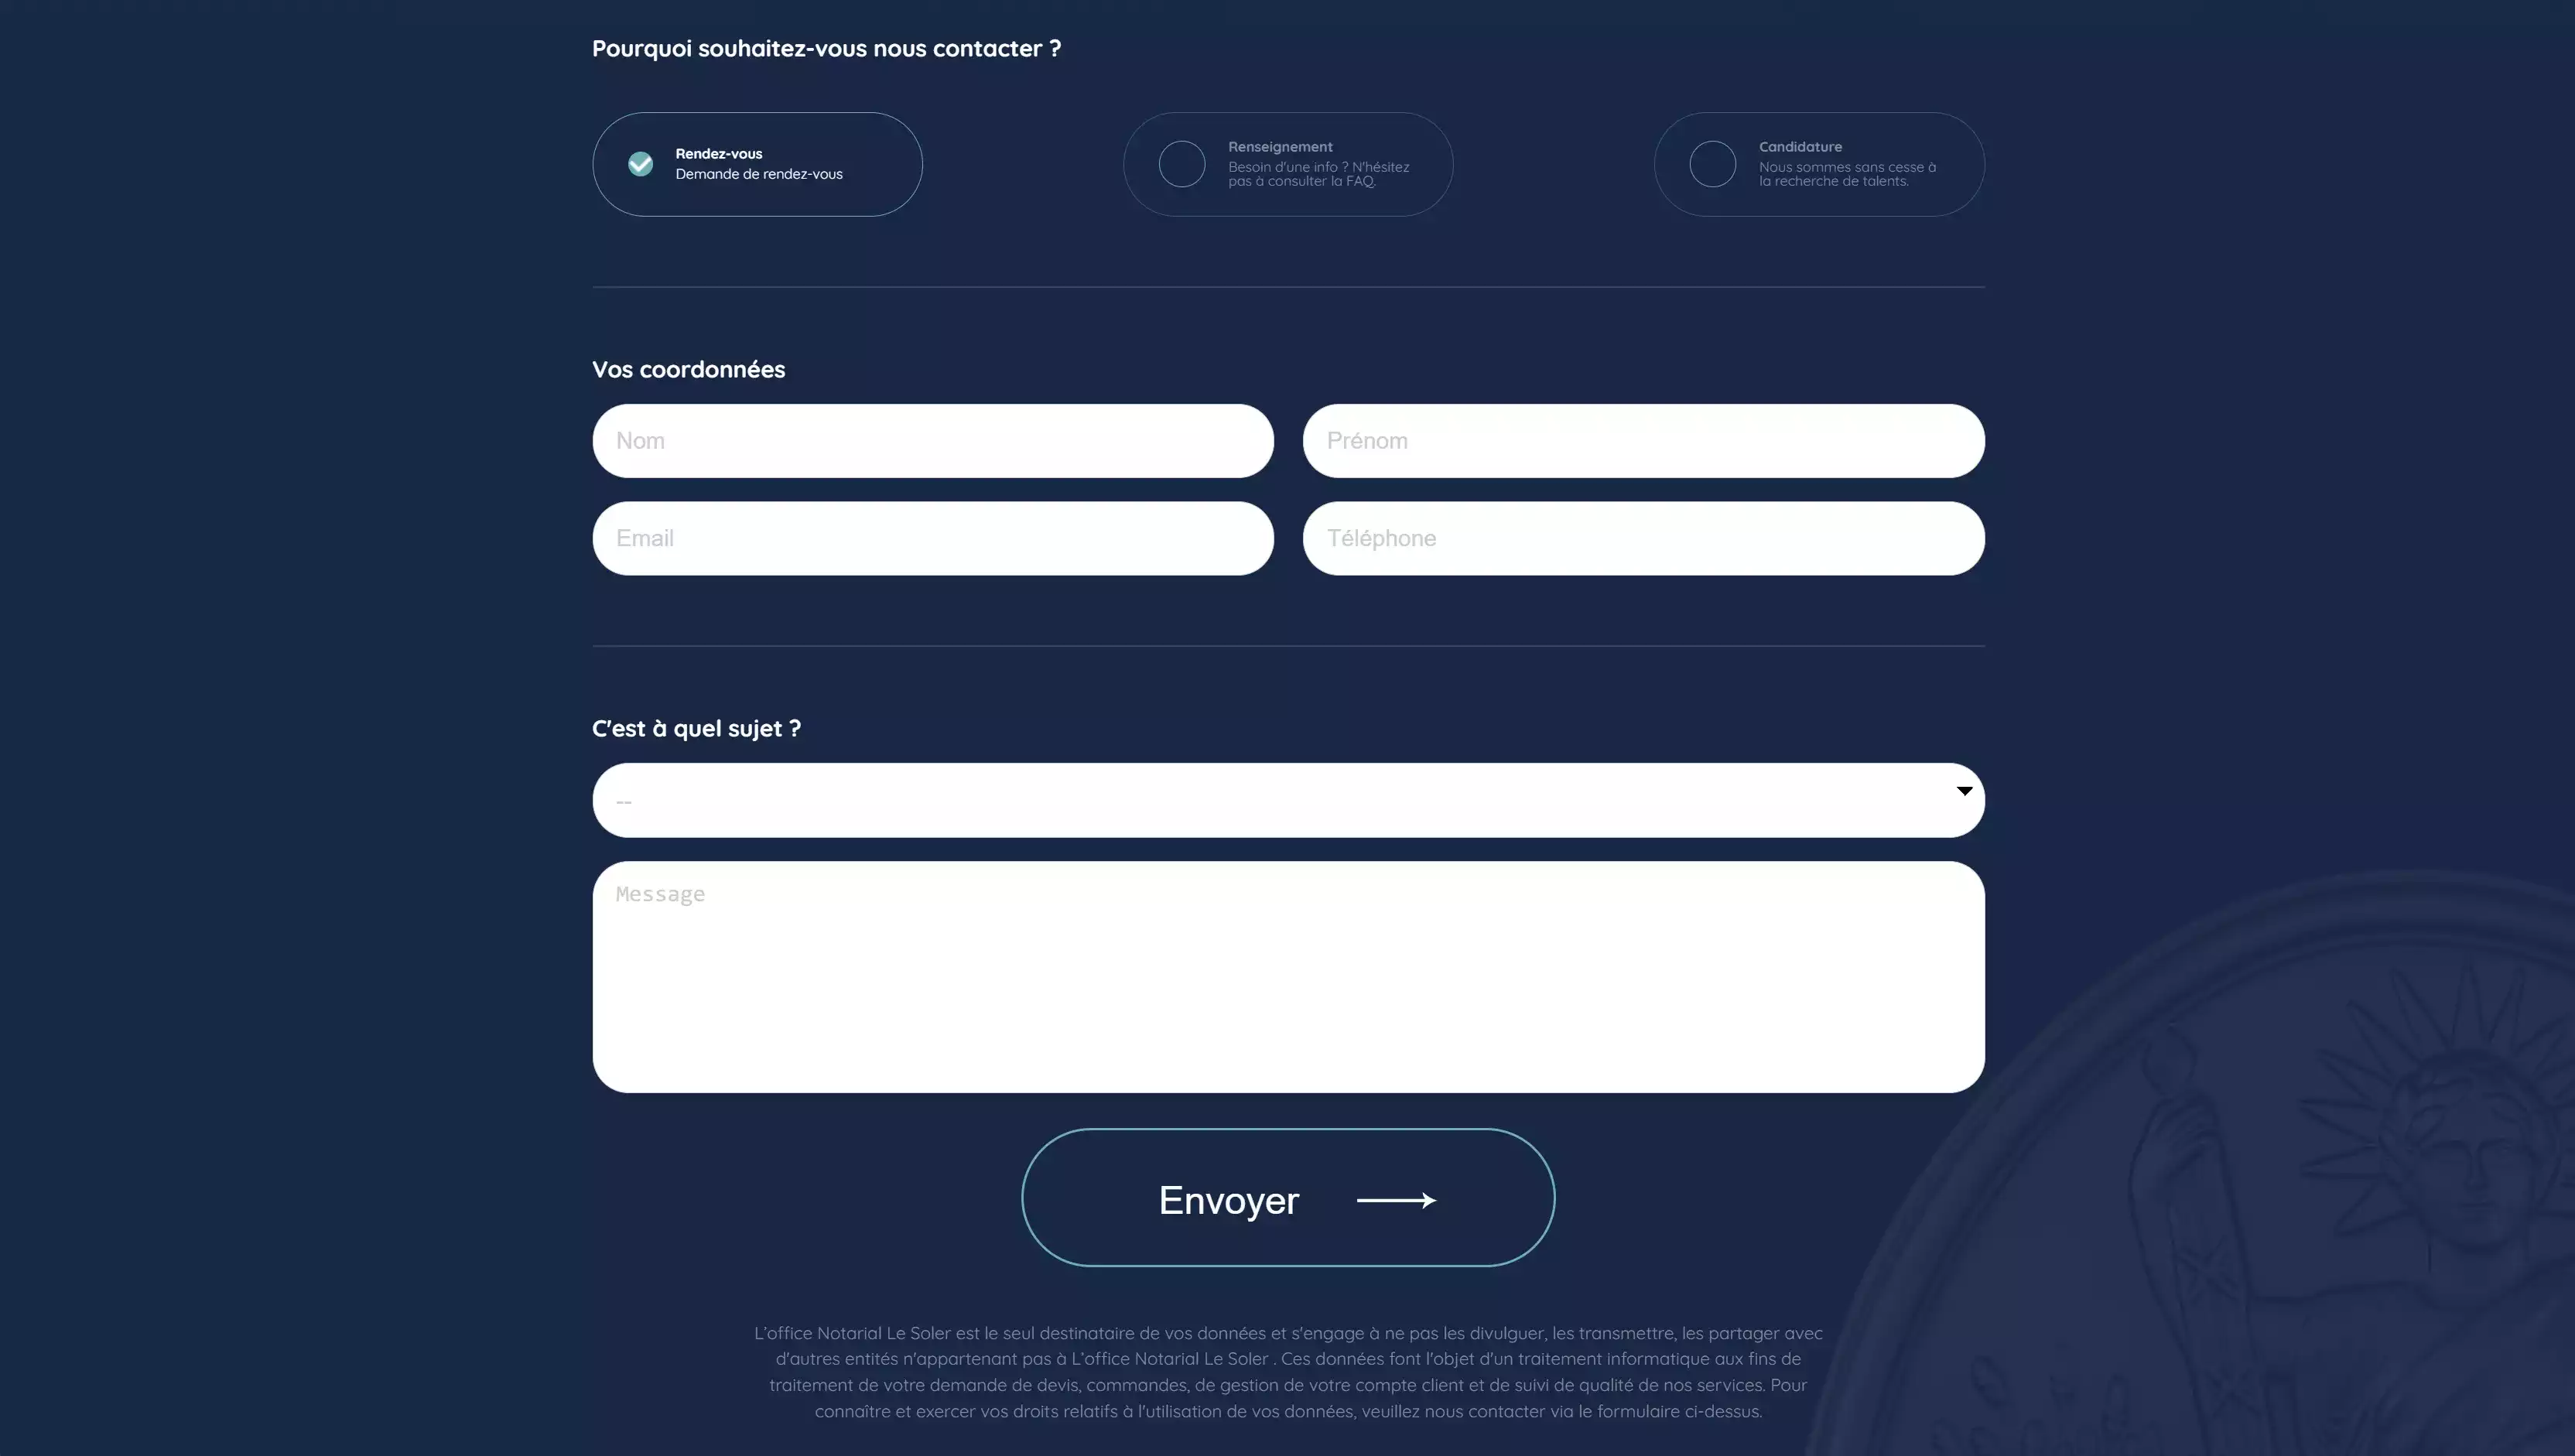 Pourquoi souhaitez-vous nous contacter ?
Rendez-vous
Demande de rendez-vous
Renseignement
Besoin d'une info ? N'hésitez
pas à consulter la FAQ.
Candidature
Nous sommes sans cesse à
la recherche de talents.
Vos coordonnées
Nom
Prénom
Email
Téléphone
C'est à quel sujet ?
--
Message
Envoyer
L’office Notarial Le Soler est le seul destinataire de vos données et s'engage à ne pas les divulguer, les transmettre, les partager avec
d'autres entités n'appartenant pas à L’office Notarial Le Soler . Ces données font l'objet d'un traitement informatique aux fins de
traitement de votre demande de devis, commandes, de gestion de votre compte client et de suivi de qualité de nos services. Pour
connaître et exercer vos droits relatifs à l'utilisation de vos données, veuillez nous contacter via le formulaire ci-dessus.